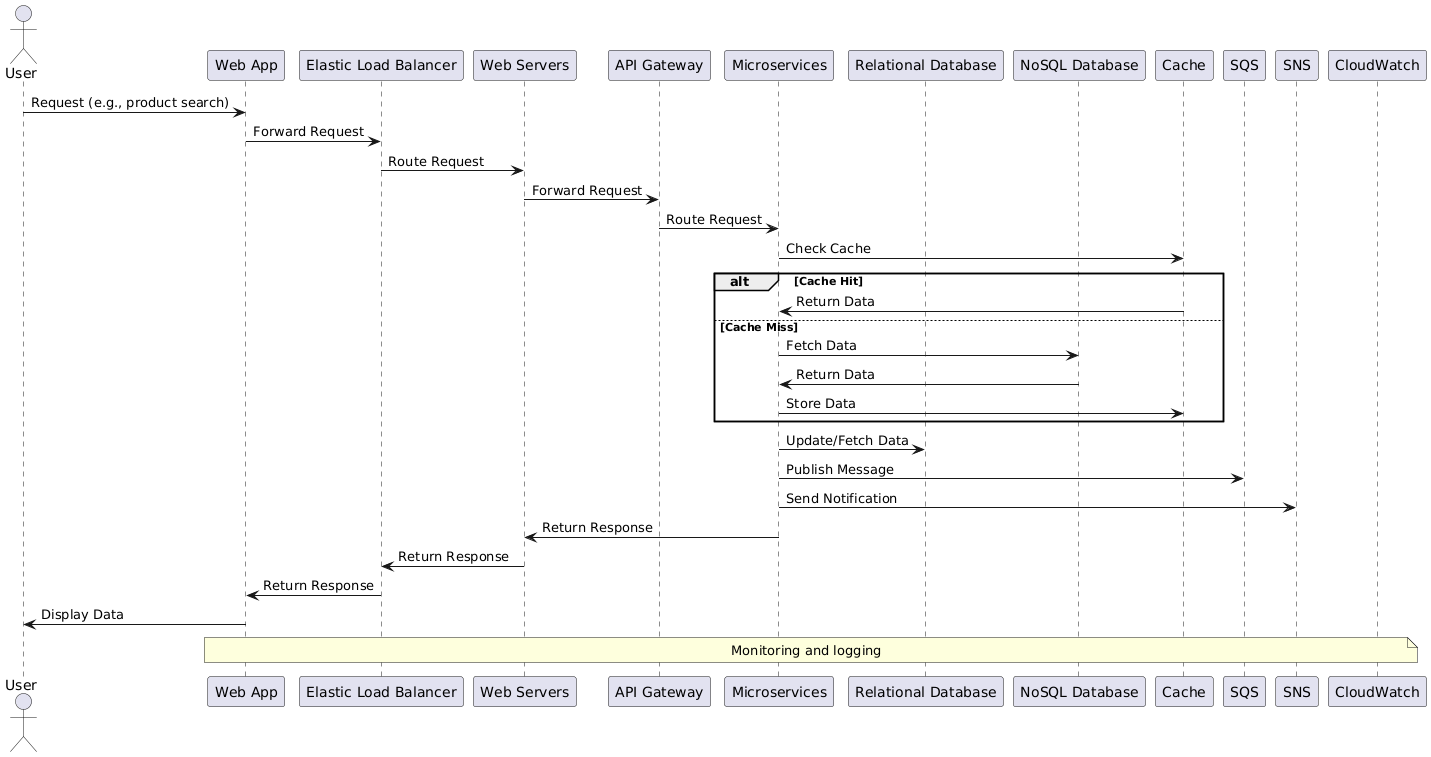 User
Web App
Elastic Load Balancer
Web Servers
API Gateway
Microservices
Relational Database
NoSQL Database
Cache
SQS
SNS
CloudWatch
Request (e.g., product search)
Forward Request
Route Request
Forward Request
Route Request
Check Cache
alt
[Cache Hit]
Return Data
[Cache Miss]
Fetch Data
Return Data
Store Data
Update/Fetch Data
Publish Message
Send Notification
Return Response
Return Response
Return Response
Display Data
Monitoring and logging
User
Web App
Elastic Load Balancer
Web Servers
API Gateway
Microservices
Relational Database
NoSQL Database
Cache
SQS
SNS
CloudWatch